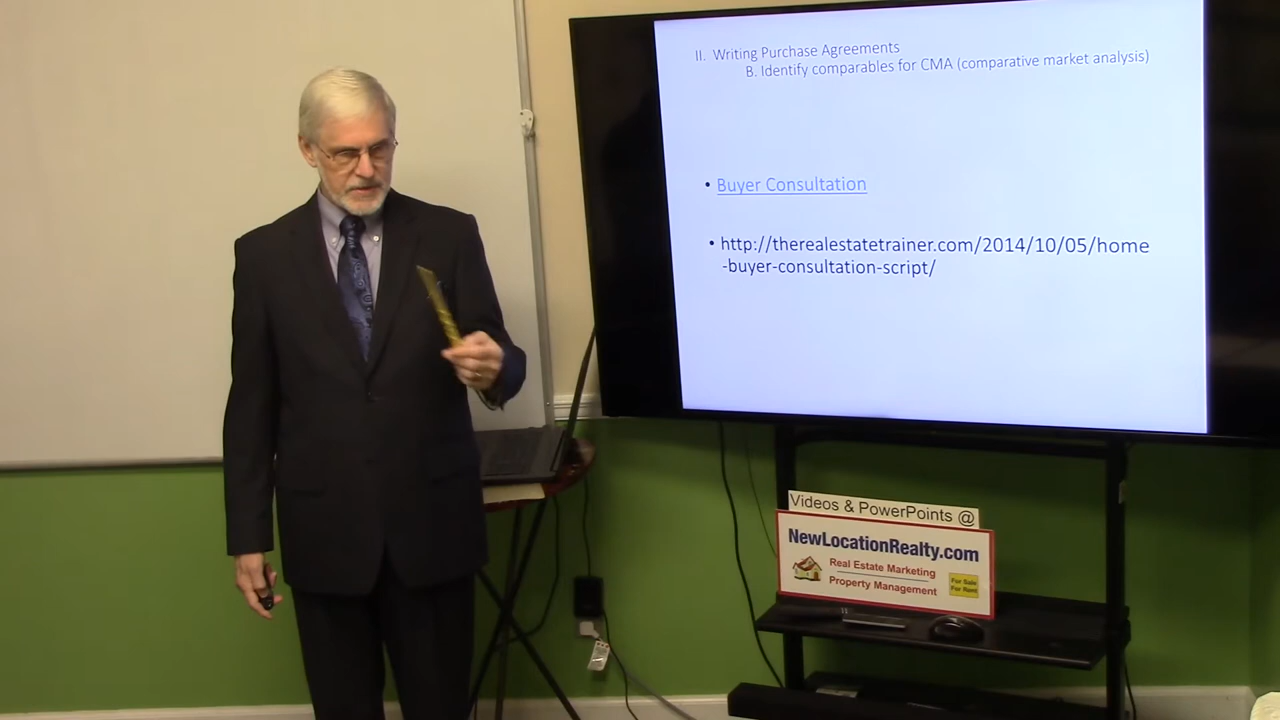 II. Writing Purchase Agreements
B. Identify comparables for CMA (comparative market analysis)
• Buyer Consultation
• http://therealestatetrainer.com/2014/10/05/home
-buyer-consultation-script/
Videos & PowerPoints @
NewLocationRealty.com
Real Estate Marketing
Property Management
For Sale
For Rent